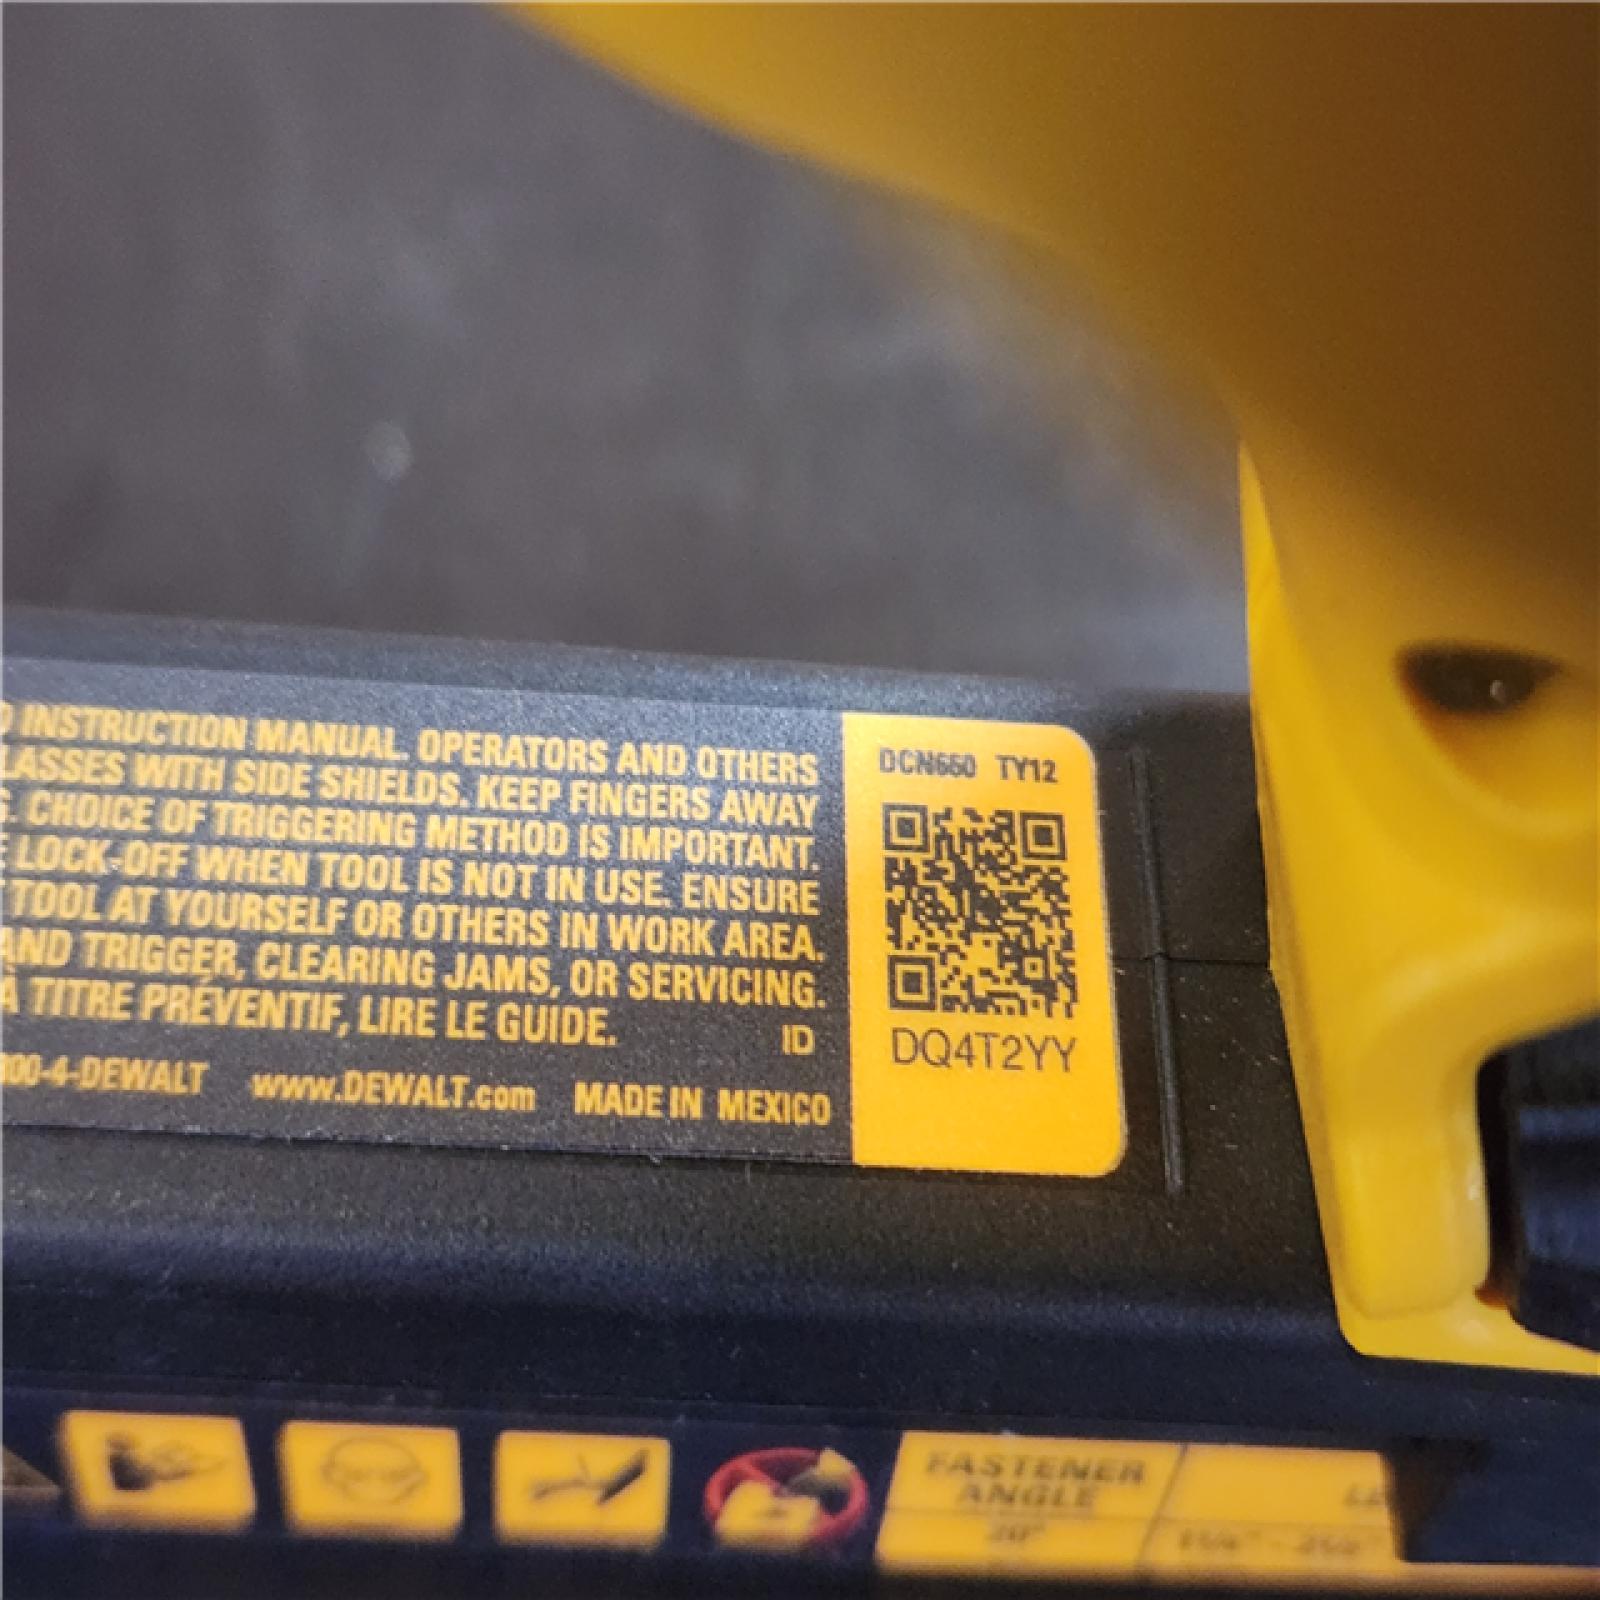 INSTRUCTION MANUAL. OPERATORS AND OTHERS
LASSES WITH SIDE SHIELDS. KEEP FINGERS AWAY
. CHOICE OF TRIGGERING METHOD IS IMPORTANT.
E LOCK-OFF WHEN TOOL IS NOT IN USE. ENSURE
TOOL AT YOURSELF OR OTHERS IN WORK AREA.
AND TRIGGER, CLEARING JAMS, OR SERVICING.
À TITRE PRÉVENTIF, LIRE LE GUIDE. ID
00-4-DEWALT www.DEWALT.com MADE IN MEXICO
DCN660 TY12
DQ4T2YY
FASTENER
ANGLE
20°